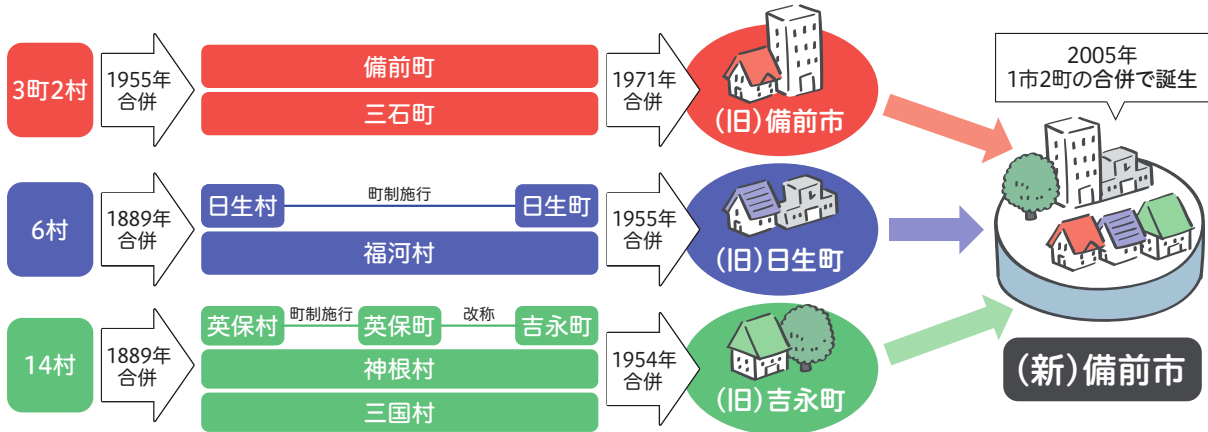 3町2村
1955年
合併
備前町
三石町
1971年
合併
(旧)備前市
2005年
1市2町の合併で誕生
6村
1889年
合併
日生村
町制施行
日生町
福河村
1955年
合併
(旧)日生町
14村
1889年
合併
英保村
町制施行
英保町
改称
吉永町
神根村
三国村
1954年
合併
(旧)吉永町
(新)備前市